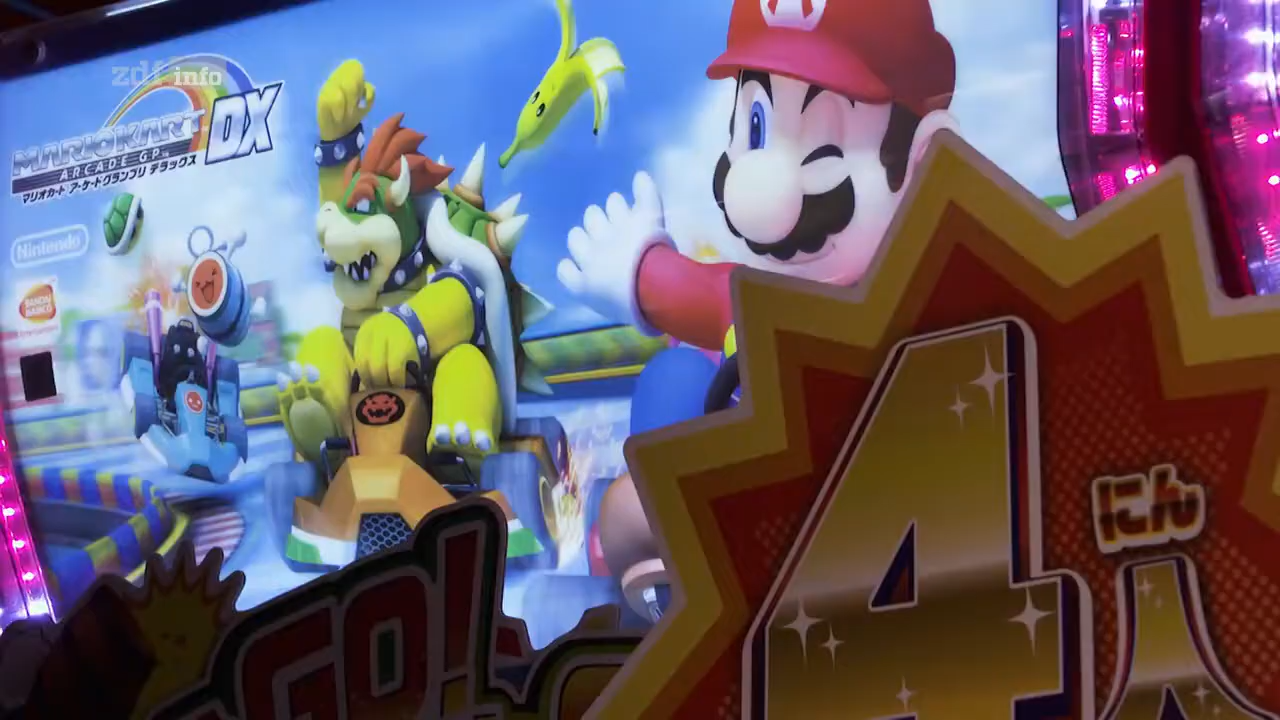 zdf info
MARIOKART DX
ARCADE GP
マリオカート アーケードグランプリ デラックス
Nintendo
BANDAI
NAMCO
M
にん
4人
GO!